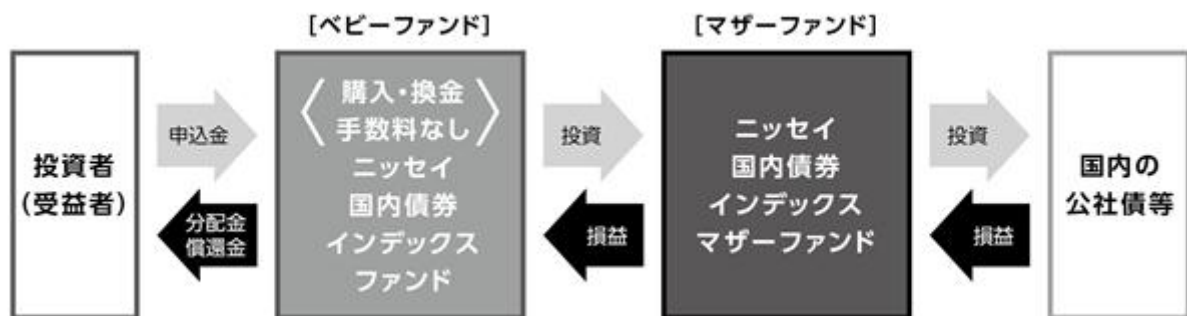 [ベビーファンド]
[マザーファンド]
投資者
(受益者)
申込金
分配金
償還金
〈購入・換金
手数料なし〉
ニッセイ
国内債券
インデックス
ファンド
投資
損益
ニッセイ
国内債券
インデックス
マザーファンド
投資
損益
国内の
公社債等